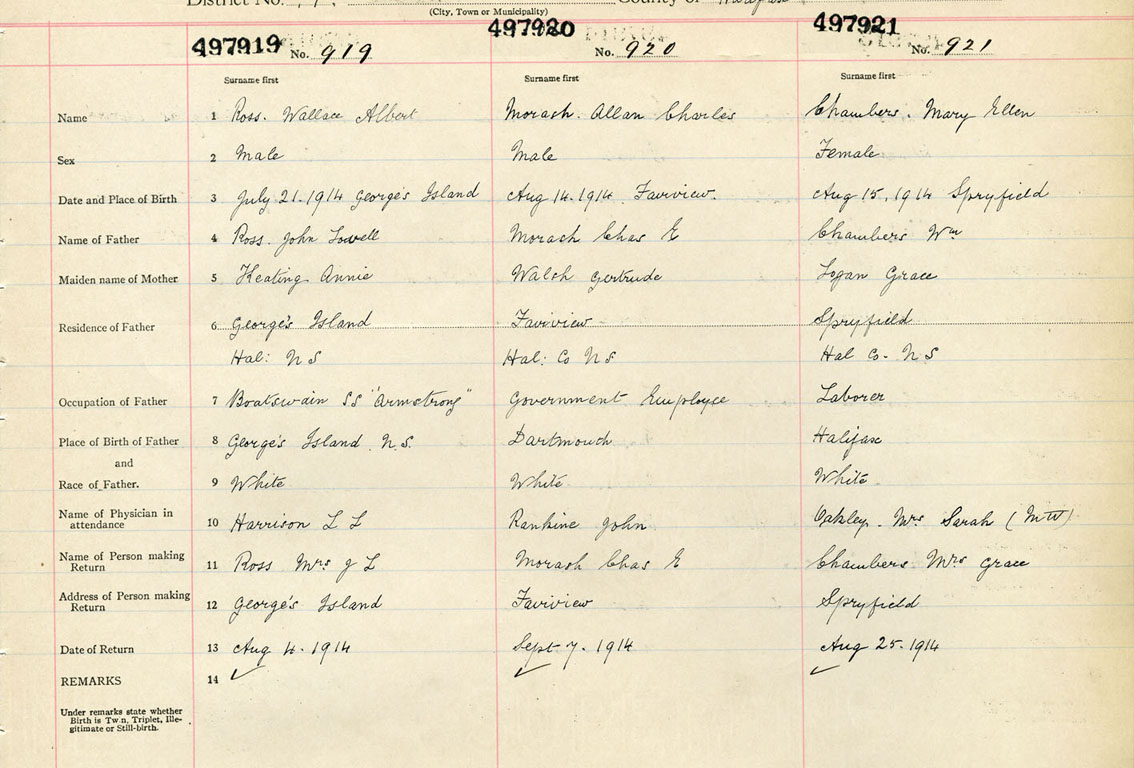 District No.
County of Halifax
(City, Town or Municipality)
497919 No. 919
497920 No. 920
497921 No. 921
Surname first Surname first Surname first
Name 1 Ross. Wallace Albert Morash. Allan Charles Chambers. Mary Ellen
Sex 2 Male Male Female
Date and Place of Birth 3 July 21.1914 George's Island Aug 14.1914. Fairview. Aug 15, 1914 Spryfield
Name of Father 4 Ross. John Lowell Morash Chas E Chambers Wm
Maiden name of Mother 5 Keating Annie Walsh Gertrude Logan Grace
Residence of Father 6 George's Island Fairview Spryfield
Hal: N S Hal: Co N S Hal Co. N S
Occupation of Father 7 Boatswain SS "Armstrong" Government Employee Laborer
Place of Birth of Father 8 George's Island. N.S. Dartmouth Halifax
and
Race of Father. 9 White White White
Name of Physician in
attendance 10 Harrison L L Rankine John Oakley. Mrs Sarah (MW)
Name of Person making
Return 11 Ross Mrs J L Morash Chas E Chambers Mrs Grace
Address of Person making
Return 12 George's Island Fairview Spryfield
Date of Return 13 Aug 4. 1914 Sept 7. 1914 Aug 25. 1914
REMARKS 14 ✓ ✓ ✓
Under remarks state whether
Birth is Twin, Triplet, Ille-
gitimate or Still-birth.